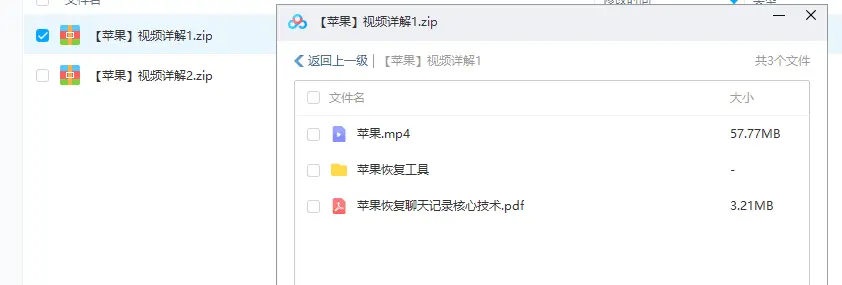 【苹果】视频详解1.zip
【苹果】视频详解2.zip
【苹果】视频详解1.zip
返回上一级 | 【苹果】视频详解1 共3个文件
文件名 大小
苹果.mp4 57.77MB
苹果恢复工具 -
苹果恢复聊天记录核心技术.pdf 3.21MB